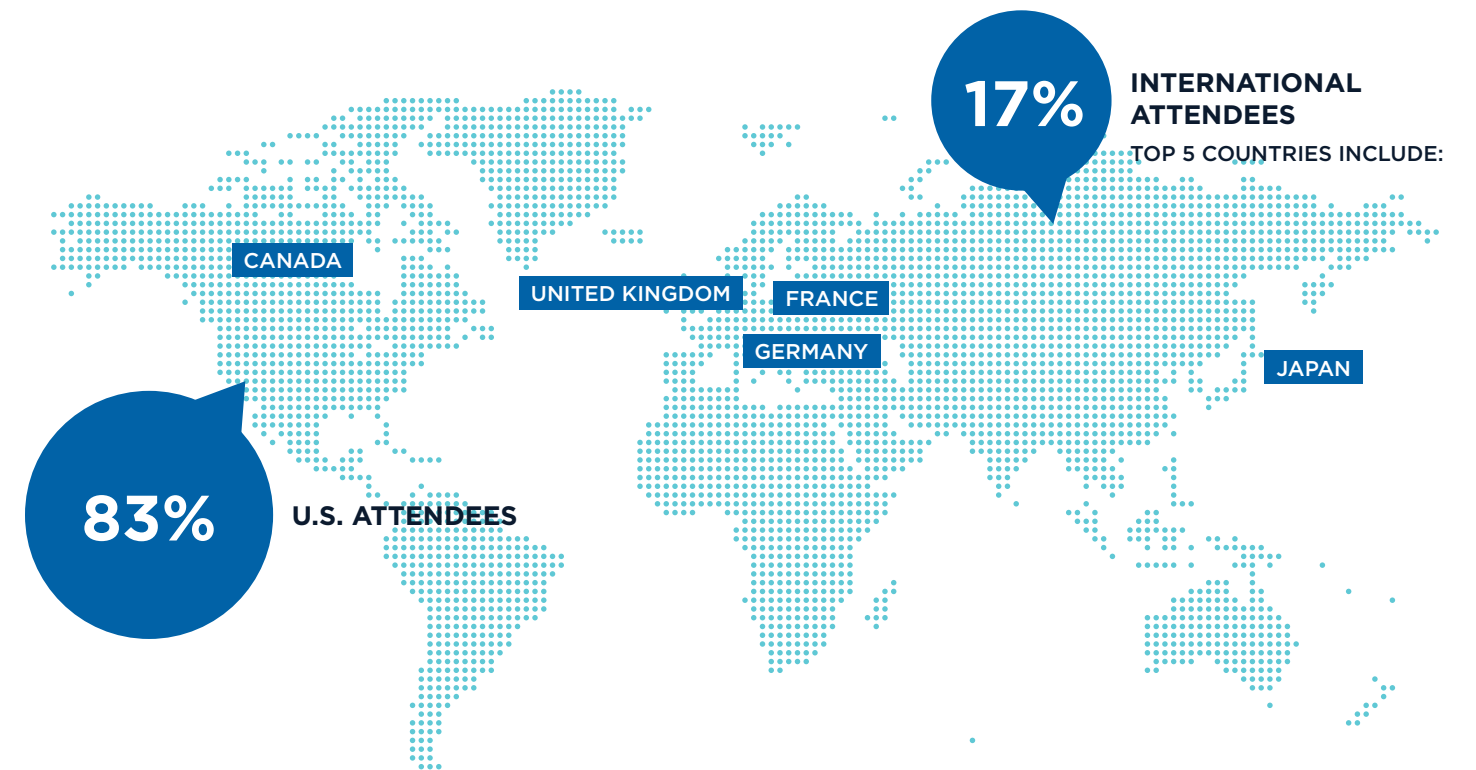 17%
INTERNATIONAL
ATTENDEES
TOP 5 COUNTRIES INCLUDE:
CANADA
UNITED KINGDOM
FRANCE
GERMANY
JAPAN
83%
U.S. ATTENDEES